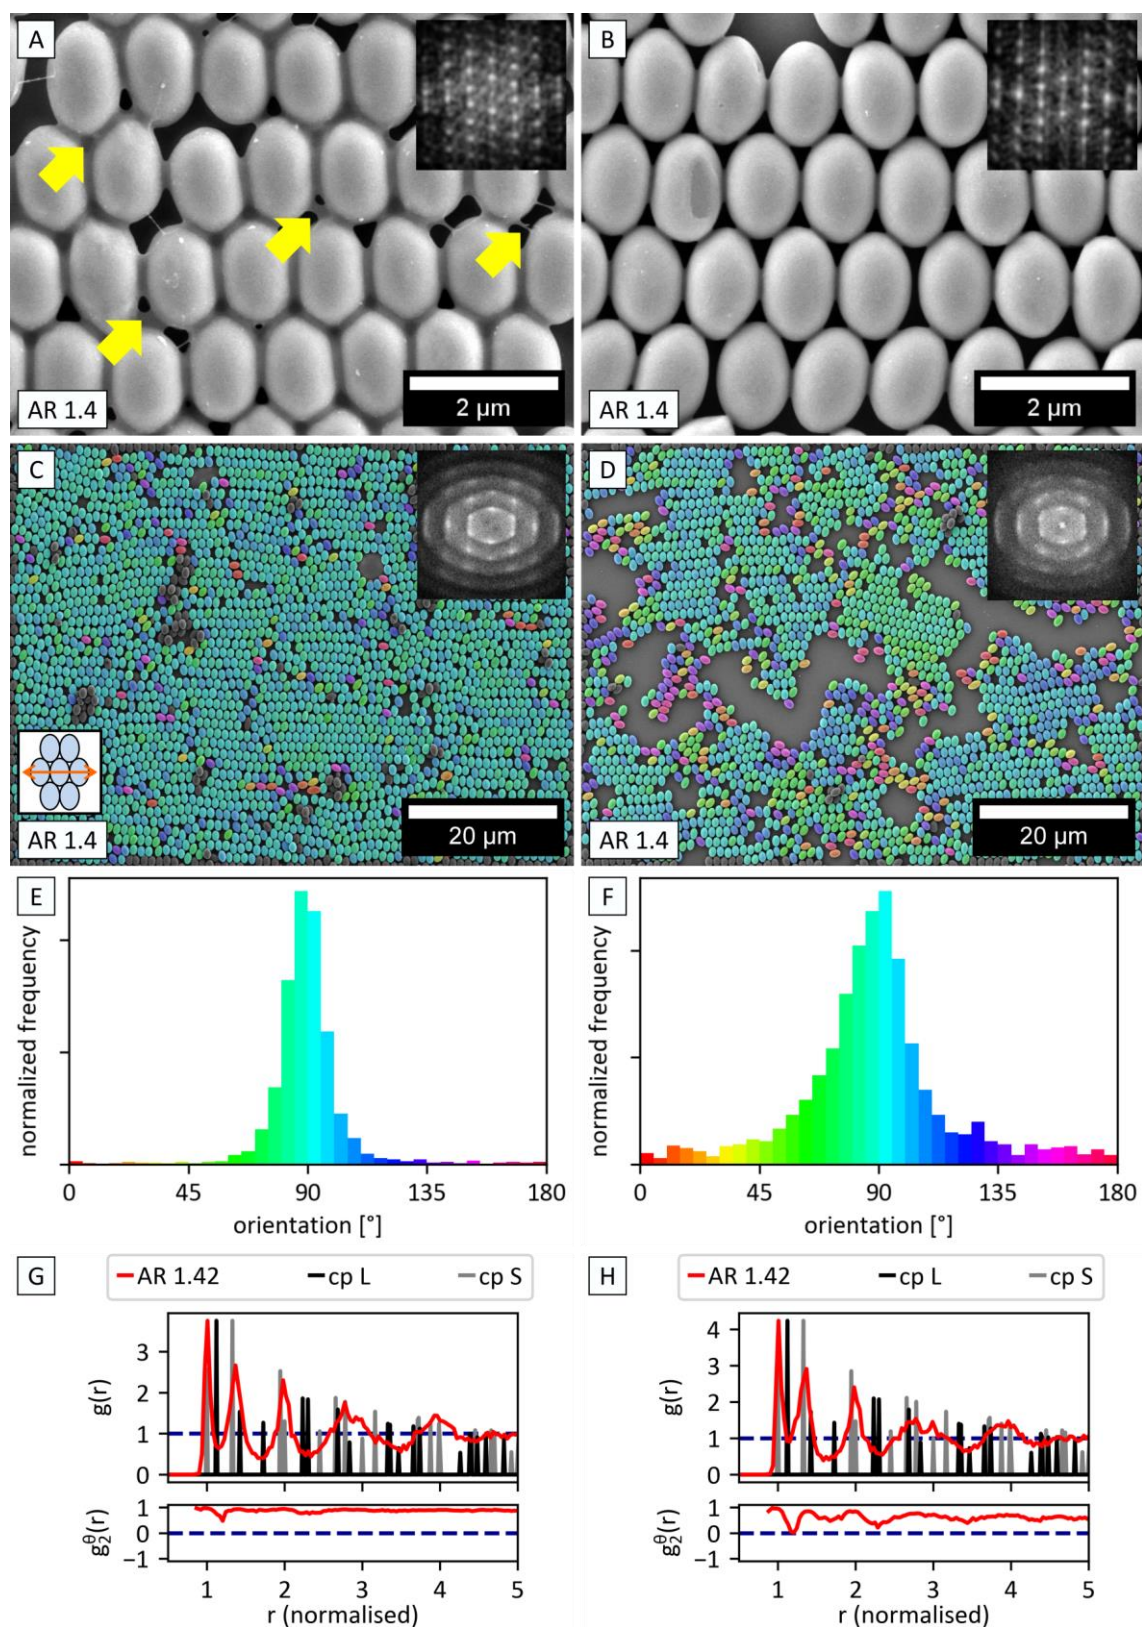 A
B
AR 1.4
2 µm
AR 1.4
2 µm
C
D
AR 1.4
20 µm
AR 1.4
20 µm
E
normalized frequency
0 45 90 135 180
orientation [°]
F
normalized frequency
0 45 90 135 180
orientation [°]
G
AR 1.42 cp L cp S
3
2
1
0
g(r)
1
0
−1
g₂^θ(r)
1 2 3 4 5
r (normalised)
H
AR 1.42 cp L cp S
4
3
2
1
0
g(r)
1
0
−1
g₂^θ(r)
1 2 3 4 5
r (normalised)